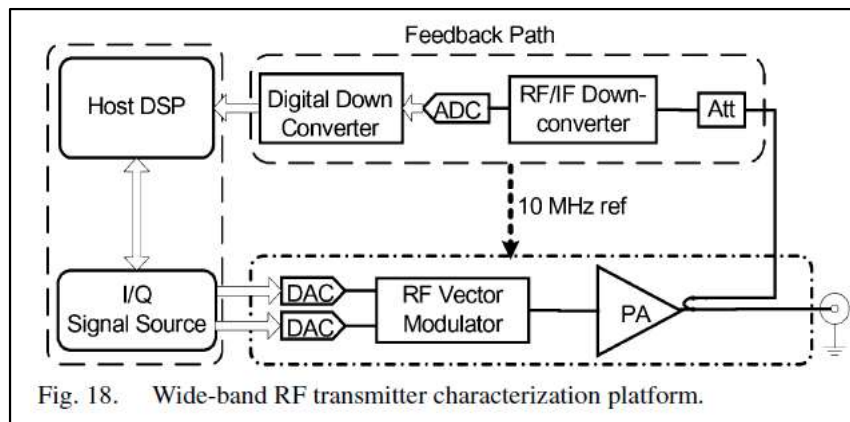 Feedback Path
Host DSP
Digital Down
Converter
ADC
RF/IF Down-
converter
Att
10 MHz ref
I/Q
Signal Source
DAC
DAC
RF Vector
Modulator
PA
Fig. 18. Wide-band RF transmitter characterization platform.